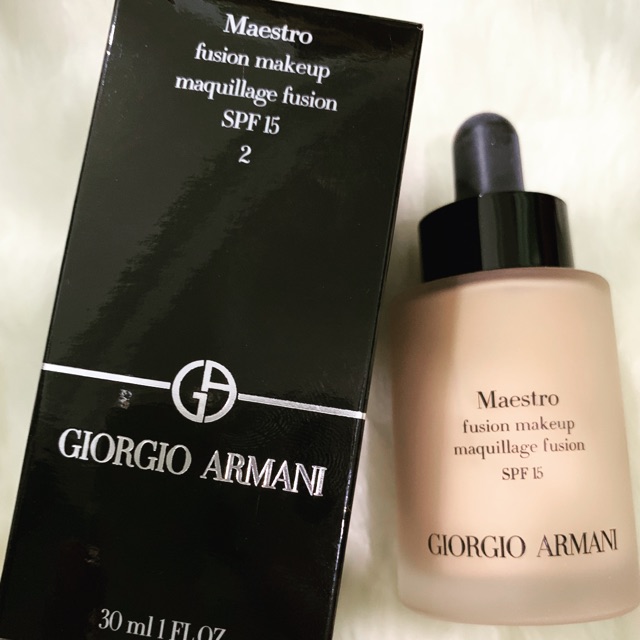 Maestro
fusion makeup
maquillage fusion
SPF 15
2
GA
GIORGIO ARMANI
30 ml 1 FL OZ
Maestro
fusion makeup
maquillage fusion
SPF 15
GIORGIO ARMANI